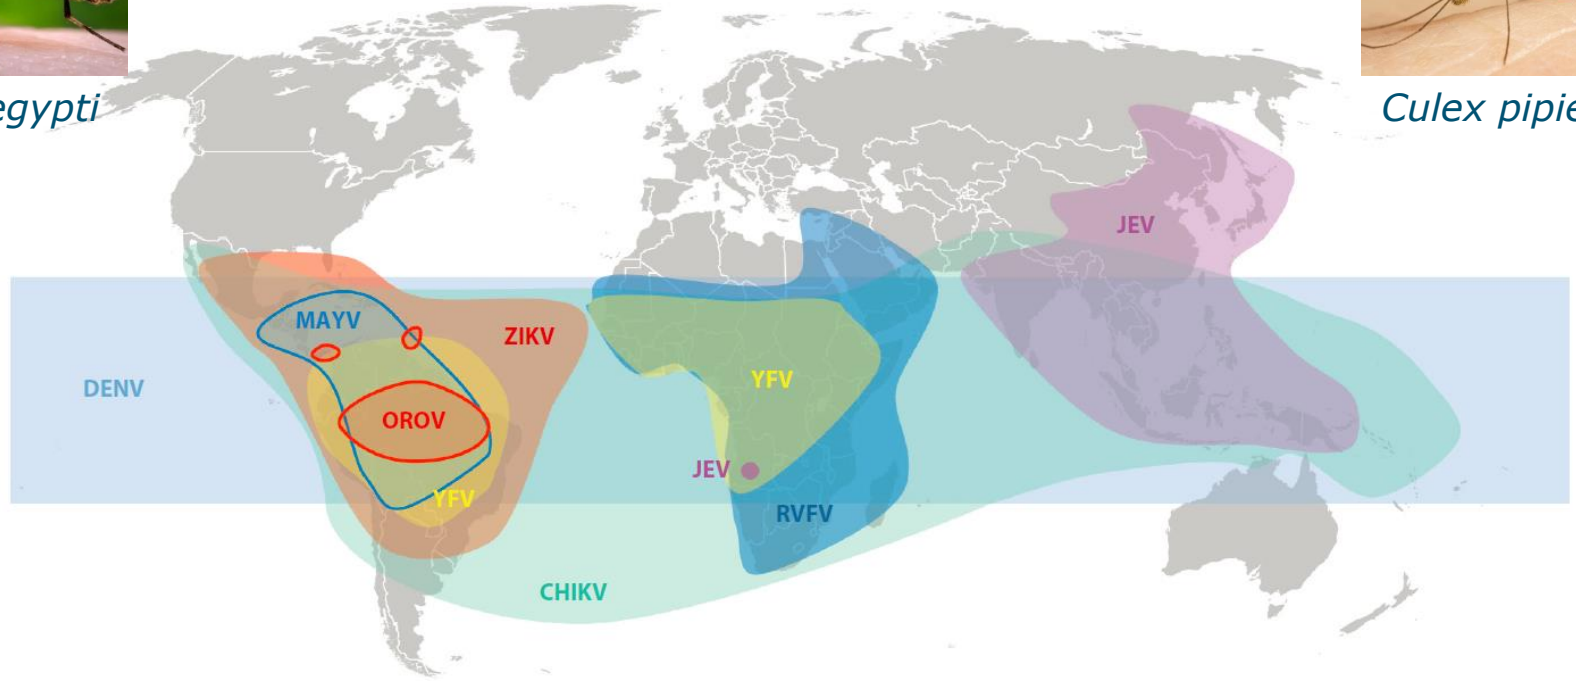 egypti
Culex pipie
JEV
MAYV
ZIKV
DENV
YFV
OROV
JEV
YFV
RVFV
CHIKV